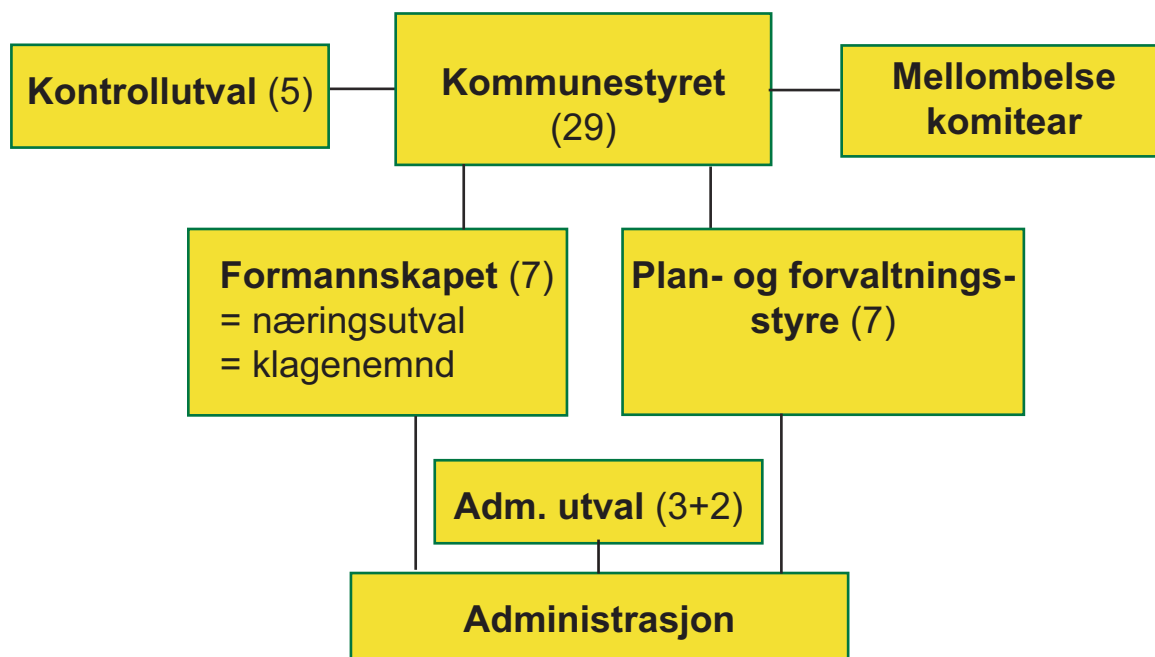 Kontrollutval (5)
Kommunestyret
(29)
Mellombelse
komitear
Formannskapet (7)
= næringsutval
= klagenemnd
Plan- og forvaltnings-
styre (7)
Adm. utval (3+2)
Administrasjon